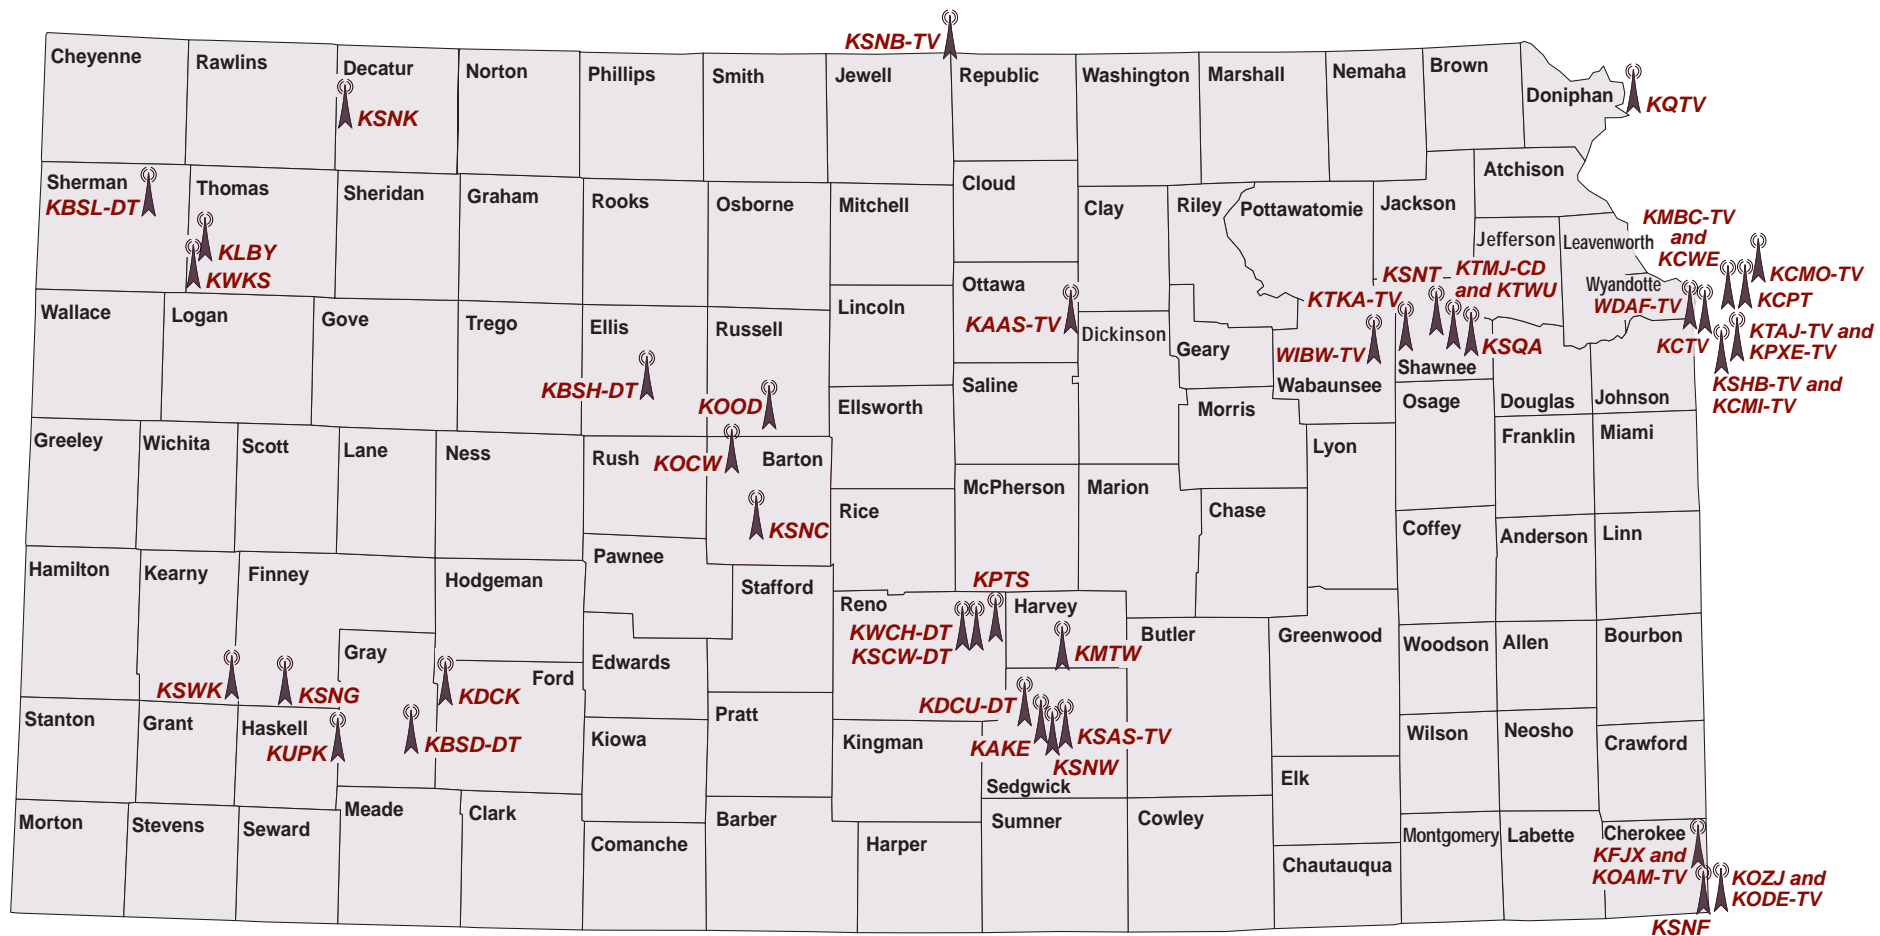 KSNB-TV
Cheyenne
Rawlins
Decatur
Norton
Phillips
Smith
Jewell
Republic
Washington
Marshall
Nemaha
Brown
Doniphan
KSNK
KQTV
Sherman
KBSL-DT
Thomas
Sheridan
Graham
Rooks
Osborne
Mitchell
Cloud
Clay
Riley
Pottawatomie
Jackson
Atchison
Jefferson
Leavenworth
KMBC-TV
and
KCWE
KCMO-TV
KLBY
KWKS
KSNT
KTMJ-CD
and KTWU
Wyandotte
WDAF-TV
KCPT
Wallace
Logan
Gove
Trego
Ellis
Russell
Lincoln
Ottawa
KAAS-TV
Dickinson
Geary
KTKA-TV
WIBW-TV
KSQA
KCTV
KTAJ-TV and
KPXE-TV
Shawnee
Wabaunsee
KBSH-DT
KOOD
Ellsworth
Saline
Morris
Osage
Douglas
Johnson
KSHB-TV and
KCMI-TV
Greeley
Wichita
Scott
Lane
Ness
Rush
KOCW
Barton
Lyon
Franklin
Miami
KSNC
Rice
McPherson
Marion
Chase
Coffey
Anderson
Linn
Hamilton
Kearny
Finney
Hodgeman
Pawnee
Stafford
KPTS
Reno
KWCH-DT
KSCW-DT
Harvey
KMTW
Butler
Greenwood
Woodson
Allen
Bourbon
Gray
Edwards
Ford
KSWK
KSNG
KDCK
KDCU-DT
Stanton
Grant
Haskell
KUPK
KBSD-DT
Kiowa
Pratt
Kingman
KAKE
KSAS-TV
KSNW
Sedgwick
Wilson
Neosho
Crawford
Elk
Morton
Stevens
Seward
Meade
Clark
Comanche
Barber
Harper
Sumner
Cowley
Chautauqua
Montgomery
Labette
Cherokee
KFJX and
KOAM-TV
KOZJ and
KODE-TV
KSNF